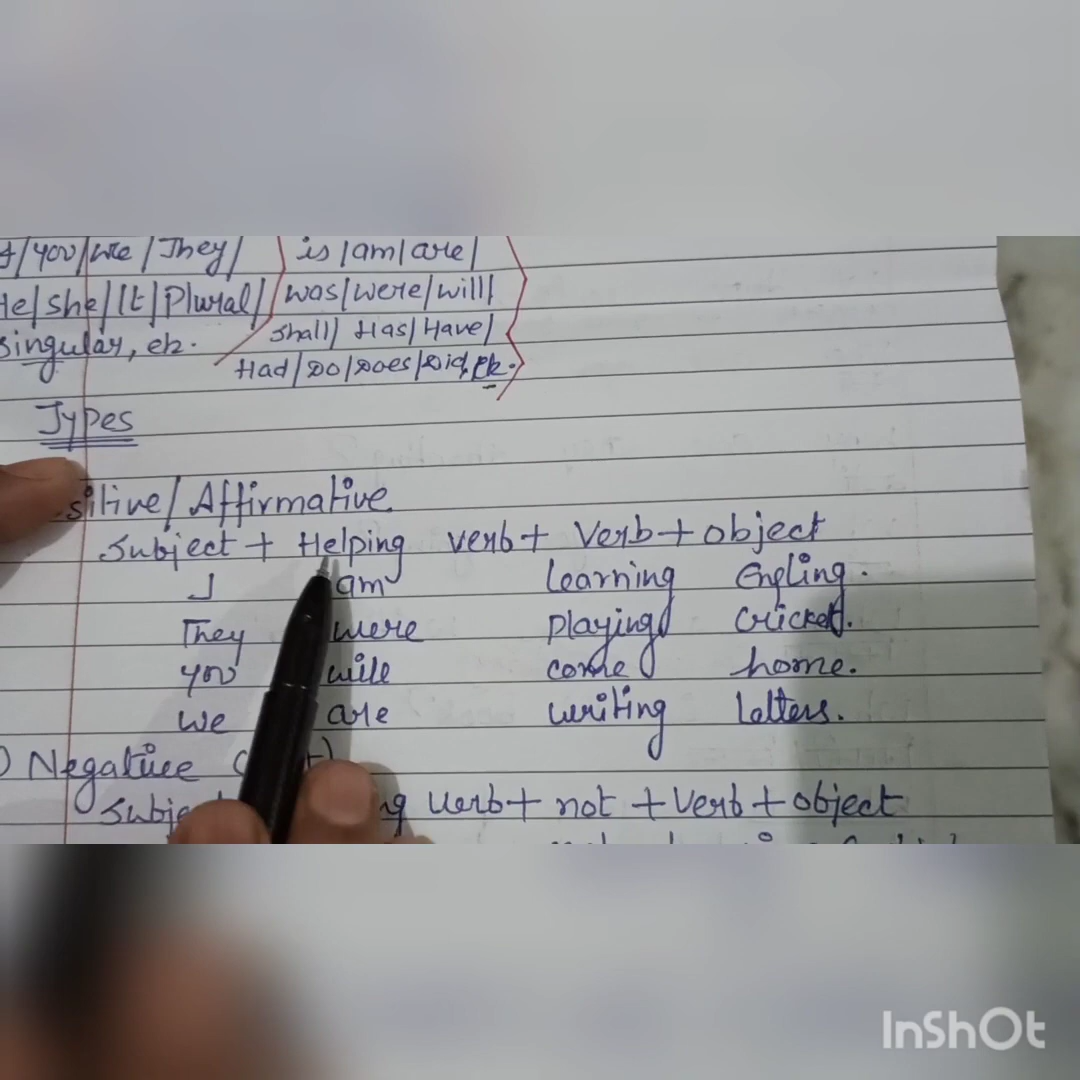 I/You/We/They/ is/am/are/
He/She/It/Plural/ was/were/will/
Singular, etc. shall/ Has/Have/
Had/Do/Does/Did, etc.
Types
sitive/Affirmative
Subject + Helping verb + Verb + object
I am learning Engling.
They were playing cricket.
you will come home.
We are writing letters.
) Negative
Subje ng verb + not + verb + object
InShOt